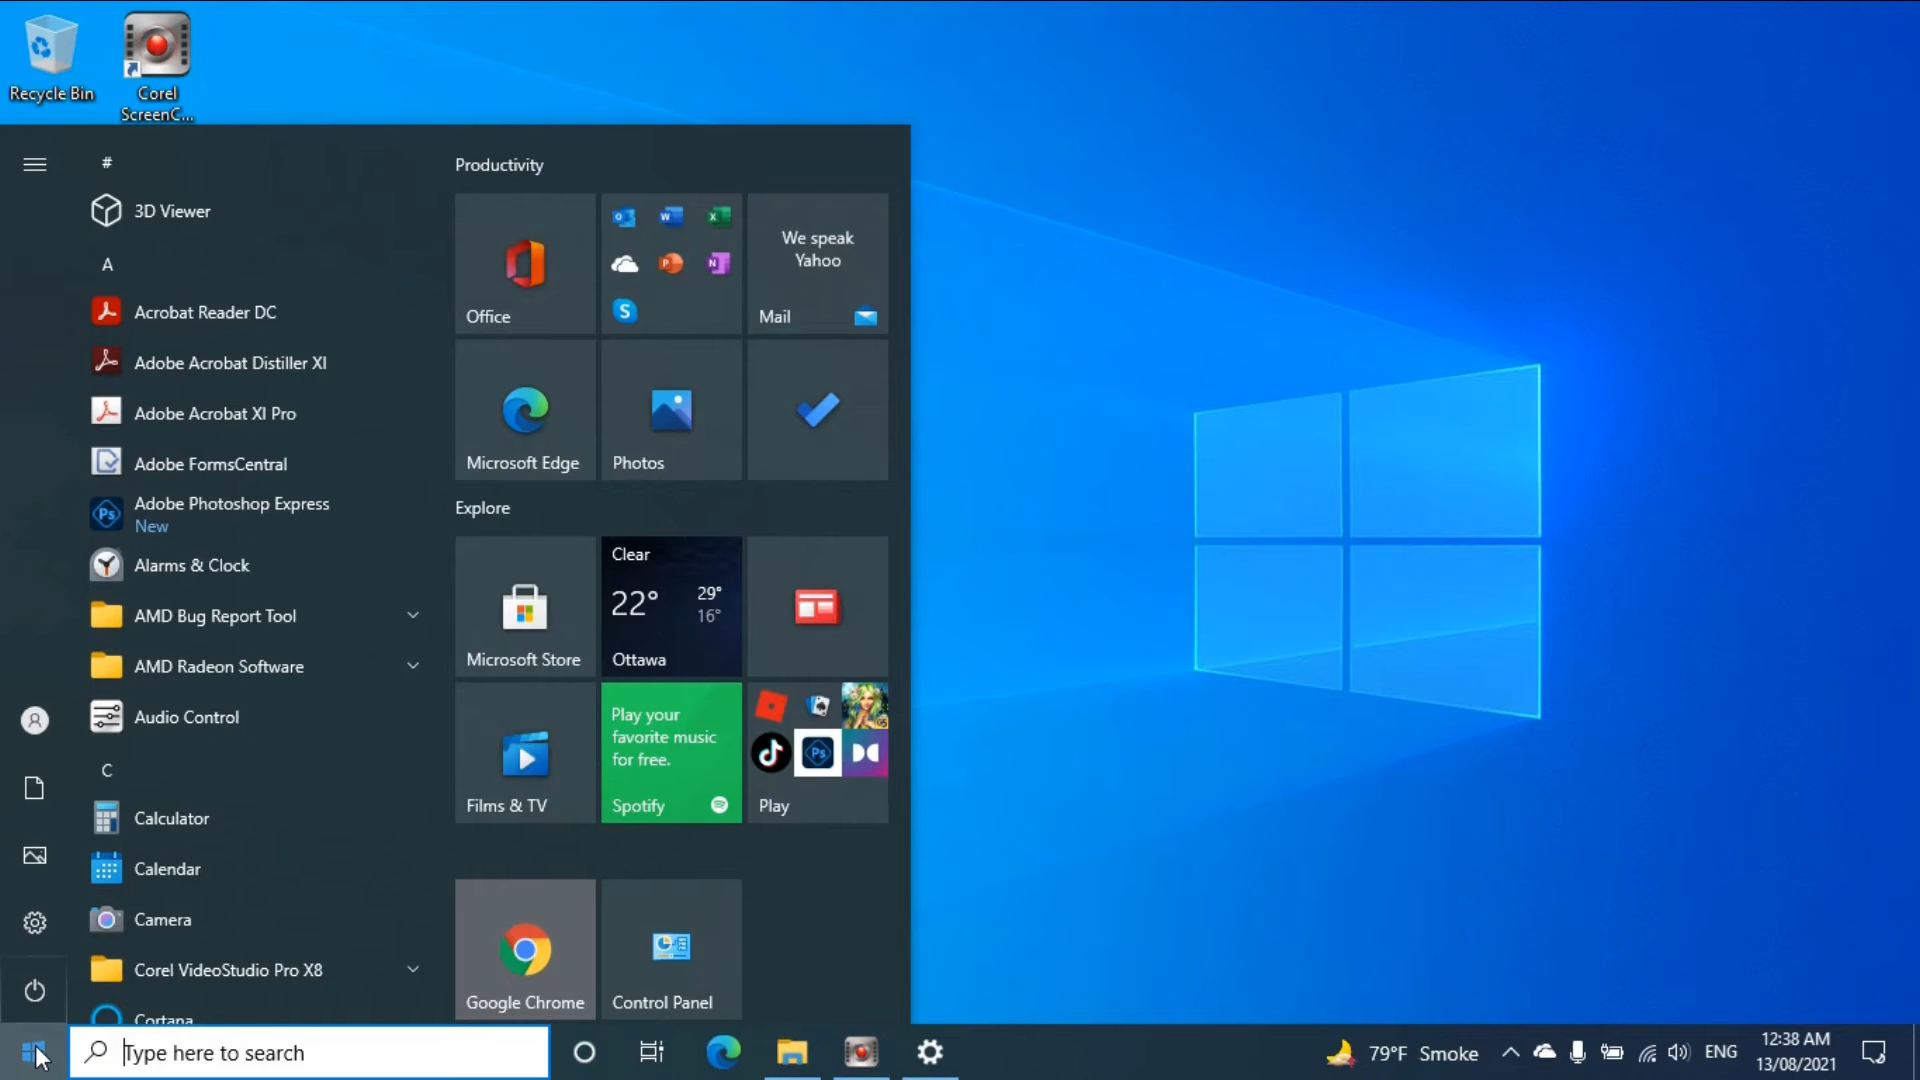 Recycle Bin
Corel
ScreenC...
#
3D Viewer
A
Acrobat Reader DC
Adobe Acrobat Distiller XI
Adobe Acrobat XI Pro
Adobe FormsCentral
Adobe Photoshop Express
New
Alarms & Clock
AMD Bug Report Tool
AMD Radeon Software
Audio Control
C
Calculator
Calendar
Camera
Corel VideoStudio Pro X8
Cortana
Productivity
Office
We speak
Yahoo
Mail
Microsoft Edge
Photos
Explore
Microsoft Store
Clear
22°
29°
16°
Ottawa
Films & TV
Play your
favorite music
for free.
Spotify
Play
Google Chrome
Control Panel
Type here to search
79°F Smoke
ENG
12:38 AM
13/08/2021